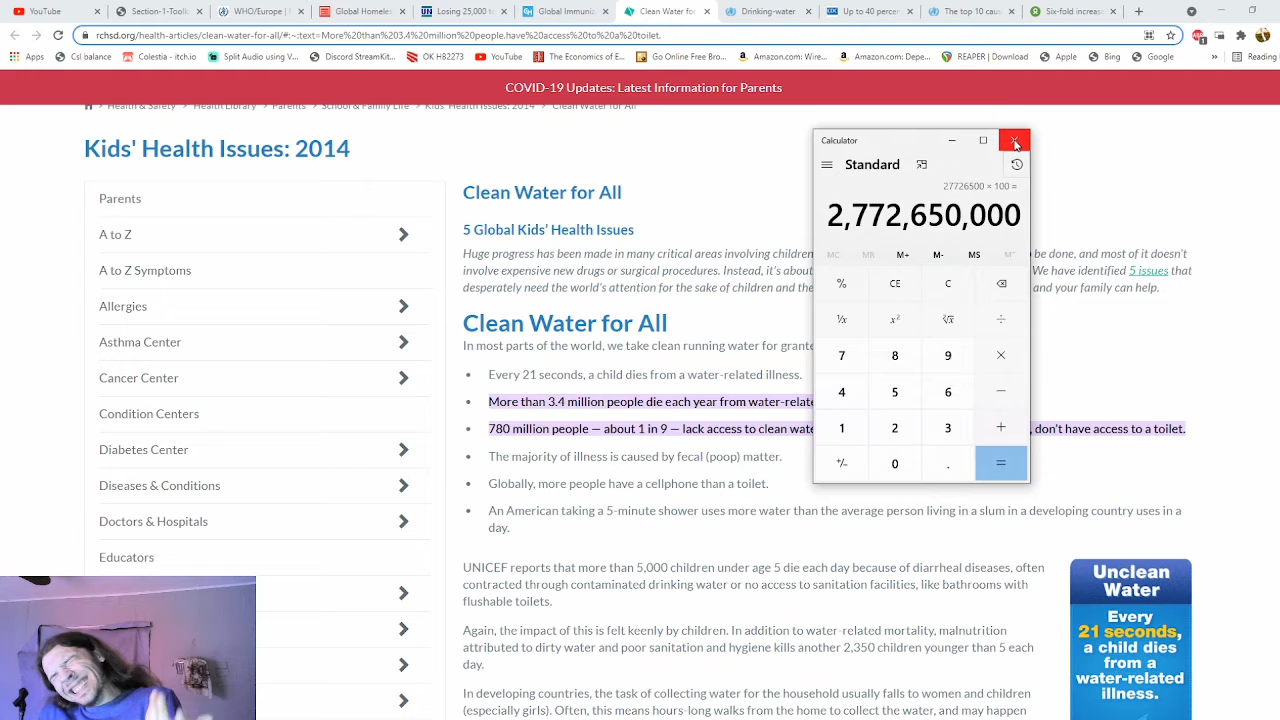 YouTube
Section-1-Toolk
WHO/Europe |
Global Homeles
Losing 25,000 t
Global Immuniz
Clean Water for
Drinking-water
Up to 40 percen
The top 10 cau
Six-fold increas
rchsd.org/health-articles/clean-water-for-all/#:~:text=More%20than%203.4%20million%20people,have%20access%20to%20a%20toilet.
Apps
Csl balance
Colestia - itch.io
Split Audio using V...
Discord StreamKit...
OK HB2273
YouTube
The Economics of E...
Go Online Free Bro...
Amazon.com: Wire...
Amazon.com: Depe...
REAPER | Download
Apple
Bing
Google
»
Reading
COVID-19 Updates: Latest Information for Parents
Health & Safety
Health Library
Parents
School & Family Life
Kids' Health Issues: 2014
Clean Water for All
Kids' Health Issues: 2014
Parents
A to Z
A to Z Symptoms
Allergies
Asthma Center
Cancer Center
Condition Centers
Diabetes Center
Diseases & Conditions
Doctors & Hospitals
Educators
Clean Water for All
5 Global Kids' Health Issues
Huge progress has been made in many critical areas involving children be done, and most of it doesn't
involve expensive new drugs or surgical procedures. Instead, it's about We have identified 5 issues that
desperately need the world's attention for the sake of children and the and your family can help.
Clean Water for All
In most parts of the world, we take clean running water for grante
• Every 21 seconds, a child dies from a water-related illness.
• More than 3.4 million people die each year from water-relate
• 780 million people — about 1 in 9 — lack access to clean wate , don't have access to a toilet.
• The majority of illness is caused by fecal (poop) matter.
• Globally, more people have a cellphone than a toilet.
• An American taking a 5-minute shower uses more water than the average person living in a slum in a developing country uses in a
day.
UNICEF reports that more than 5,000 children under age 5 die each day because of diarrheal diseases, often
contracted through contaminated drinking water or no access to sanitation facilities, like bathrooms with
flushable toilets.
Again, the impact of this is felt keenly by children. In addition to water-related mortality, malnutrition
attributed to dirty water and poor sanitation and hygiene kills another 2,350 children younger than 5 each
day.
In developing countries, the task of collecting water for the household usually falls to women and children
(especially girls). Often, this means hours-long walks from the home to collect the water, and may happen
Calculator
Standard
27726500 × 100 =
2,772,650,000
MC MR M+ M- MS M˅
% CE C
¹/x x² ²√x ÷
7 8 9 ×
4 5 6 −
1 2 3 +
+/- 0 . =
Unclean
Water
Every
21 seconds,
a child dies
from a
water-related
illness.